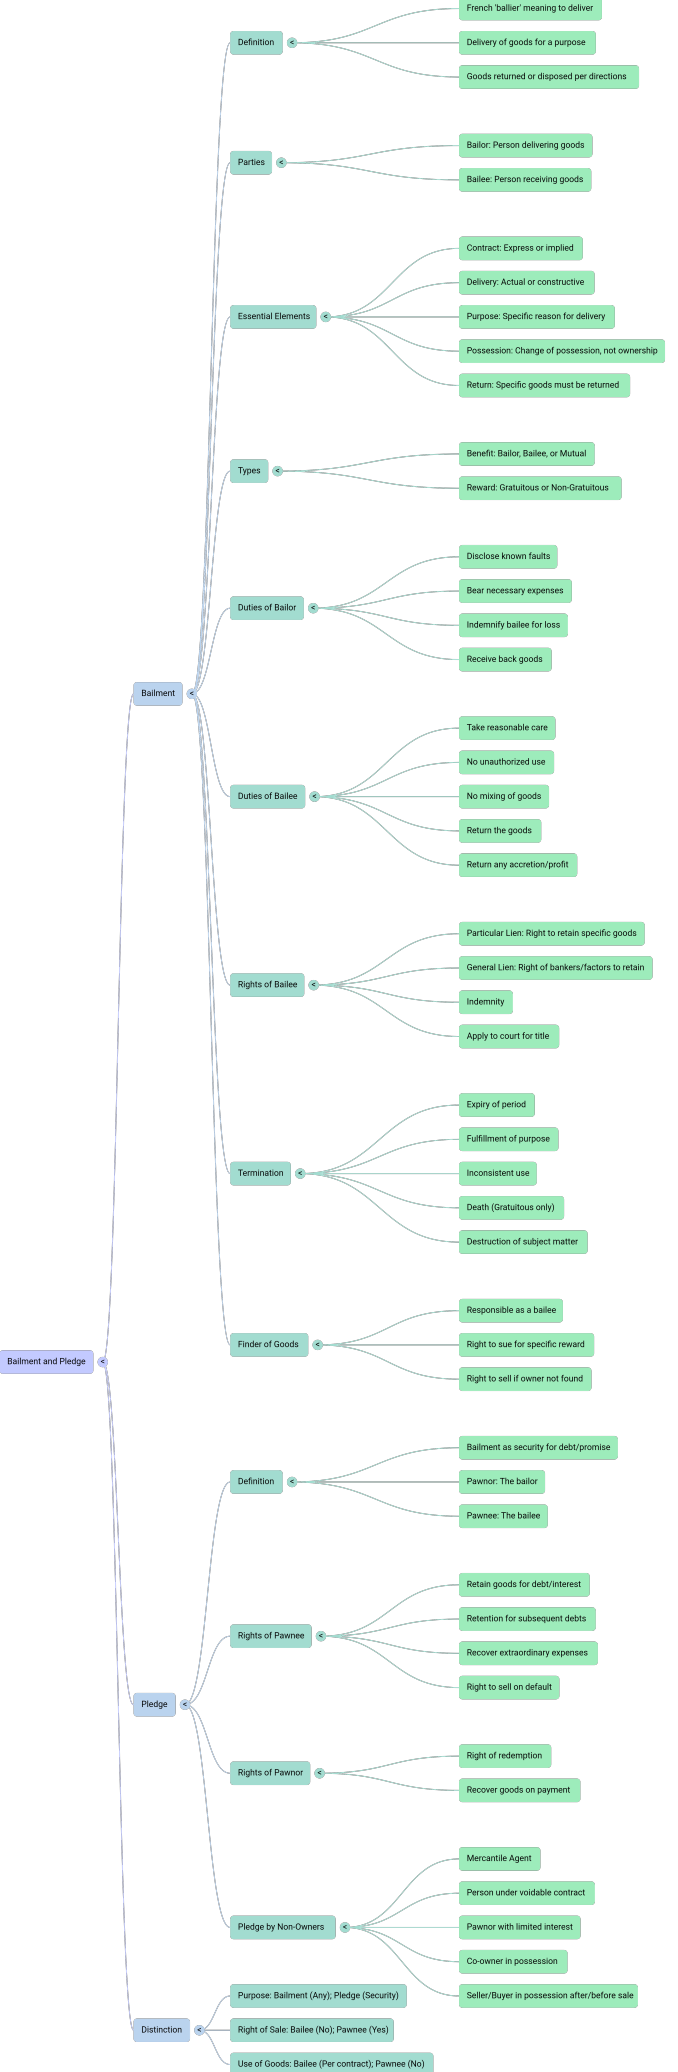 Bailment and Pledge
Bailment
Definition
French 'ballier' meaning to deliver
Delivery of goods for a purpose
Goods returned or disposed per directions
Parties
Bailor: Person delivering goods
Bailee: Person receiving goods
Essential Elements
Contract: Express or implied
Delivery: Actual or constructive
Purpose: Specific reason for delivery
Possession: Change of possession, not ownership
Return: Specific goods must be returned
Types
Benefit: Bailor, Bailee, or Mutual
Reward: Gratuitous or Non-Gratuitous
Duties of Bailor
Disclose known faults
Bear necessary expenses
Indemnify bailee for loss
Receive back goods
Duties of Bailee
Take reasonable care
No unauthorized use
No mixing of goods
Return the goods
Return any accretion/profit
Rights of Bailee
Particular Lien: Right to retain specific goods
General Lien: Right of bankers/factors to retain
Indemnity
Apply to court for title
Termination
Expiry of period
Fulfillment of purpose
Inconsistent use
Death (Gratuitous only)
Destruction of subject matter
Finder of Goods
Responsible as a bailee
Right to sue for specific reward
Right to sell if owner not found
Pledge
Definition
Bailment as security for debt/promise
Pawnor: The bailor
Pawnee: The bailee
Rights of Pawnee
Retain goods for debt/interest
Retention for subsequent debts
Recover extraordinary expenses
Right to sell on default
Rights of Pawnor
Right of redemption
Recover goods on payment
Pledge by Non-Owners
Mercantile Agent
Person under voidable contract
Pawnor with limited interest
Co-owner in possession
Seller/Buyer in possession after/before sale
Distinction
Purpose: Bailment (Any); Pledge (Security)
Right of Sale: Bailee (No); Pawnee (Yes)
Use of Goods: Bailee (Per contract); Pawnee (No)